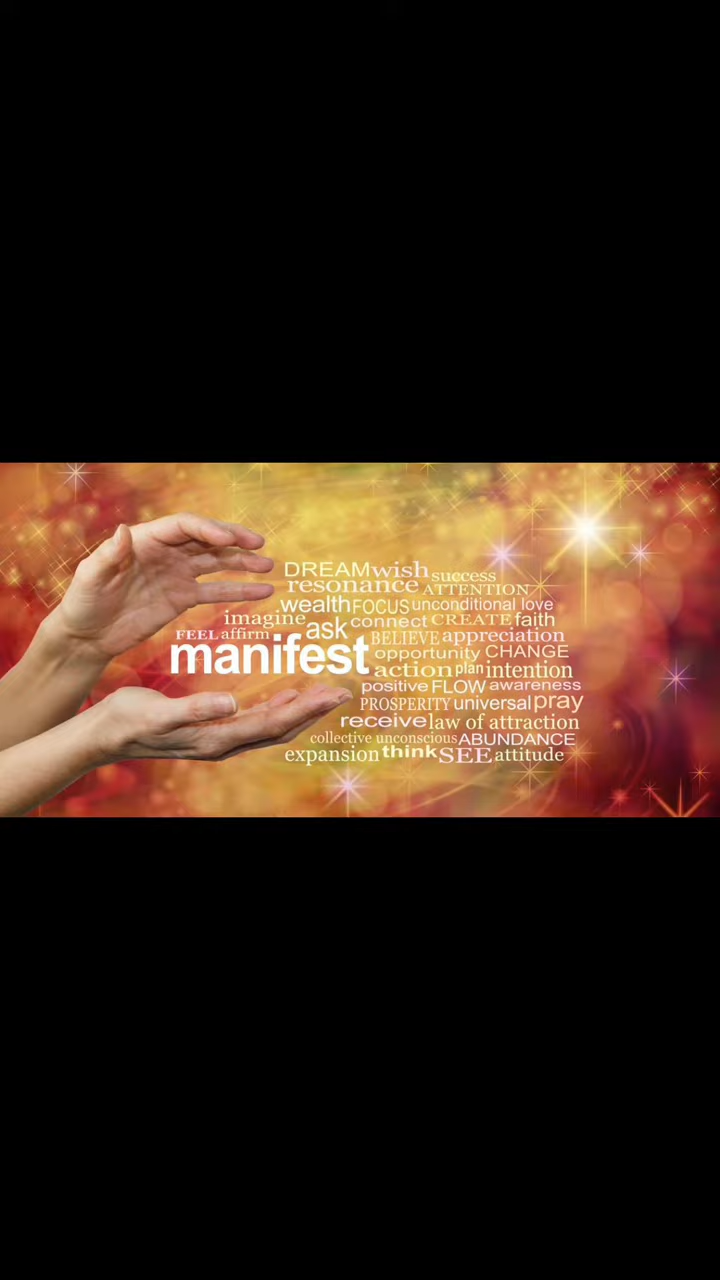 DREAM wish success
resonance ATTENTION
wealth FOCUS unconditional love
imagine connect CREATE faith
FEEL affirm ask BELIEVE appreciation
manifest opportunity CHANGE
action plan intention
positive FLOW awareness
PROSPERITY universal pray
receive law of attraction
collective unconscious ABUNDANCE
expansion think SEE attitude